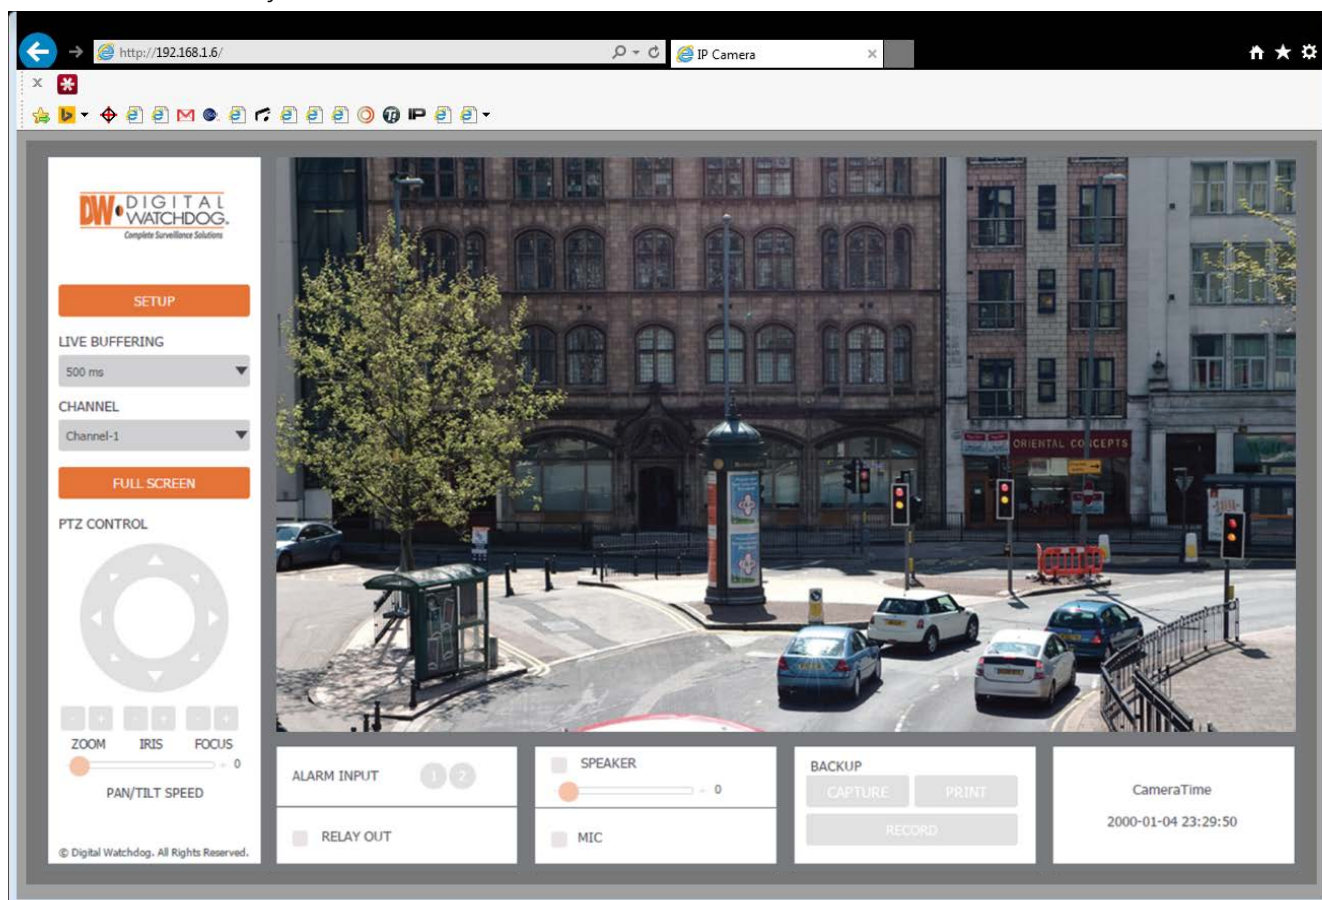 http://192.168.1.6/
IP Camera
IP
DW DIGITAL
WATCHDOG.
Complete Surveillance Solutions
SETUP
LIVE BUFFERING
500 ms
CHANNEL
Channel-1
FULL SCREEN
PTZ CONTROL
- + - + - +
ZOOM IRIS FOCUS
- + 0
PAN/TILT SPEED
© Digital Watchdog. All Rights Reserved.
ORIENTAL CONCEPTS
ALARM INPUT 1 2
RELAY OUT
SPEAKER
- + 0
MIC
BACKUP
CAPTURE PRINT
RECORD
CameraTime
2000-01-04 23:29:50